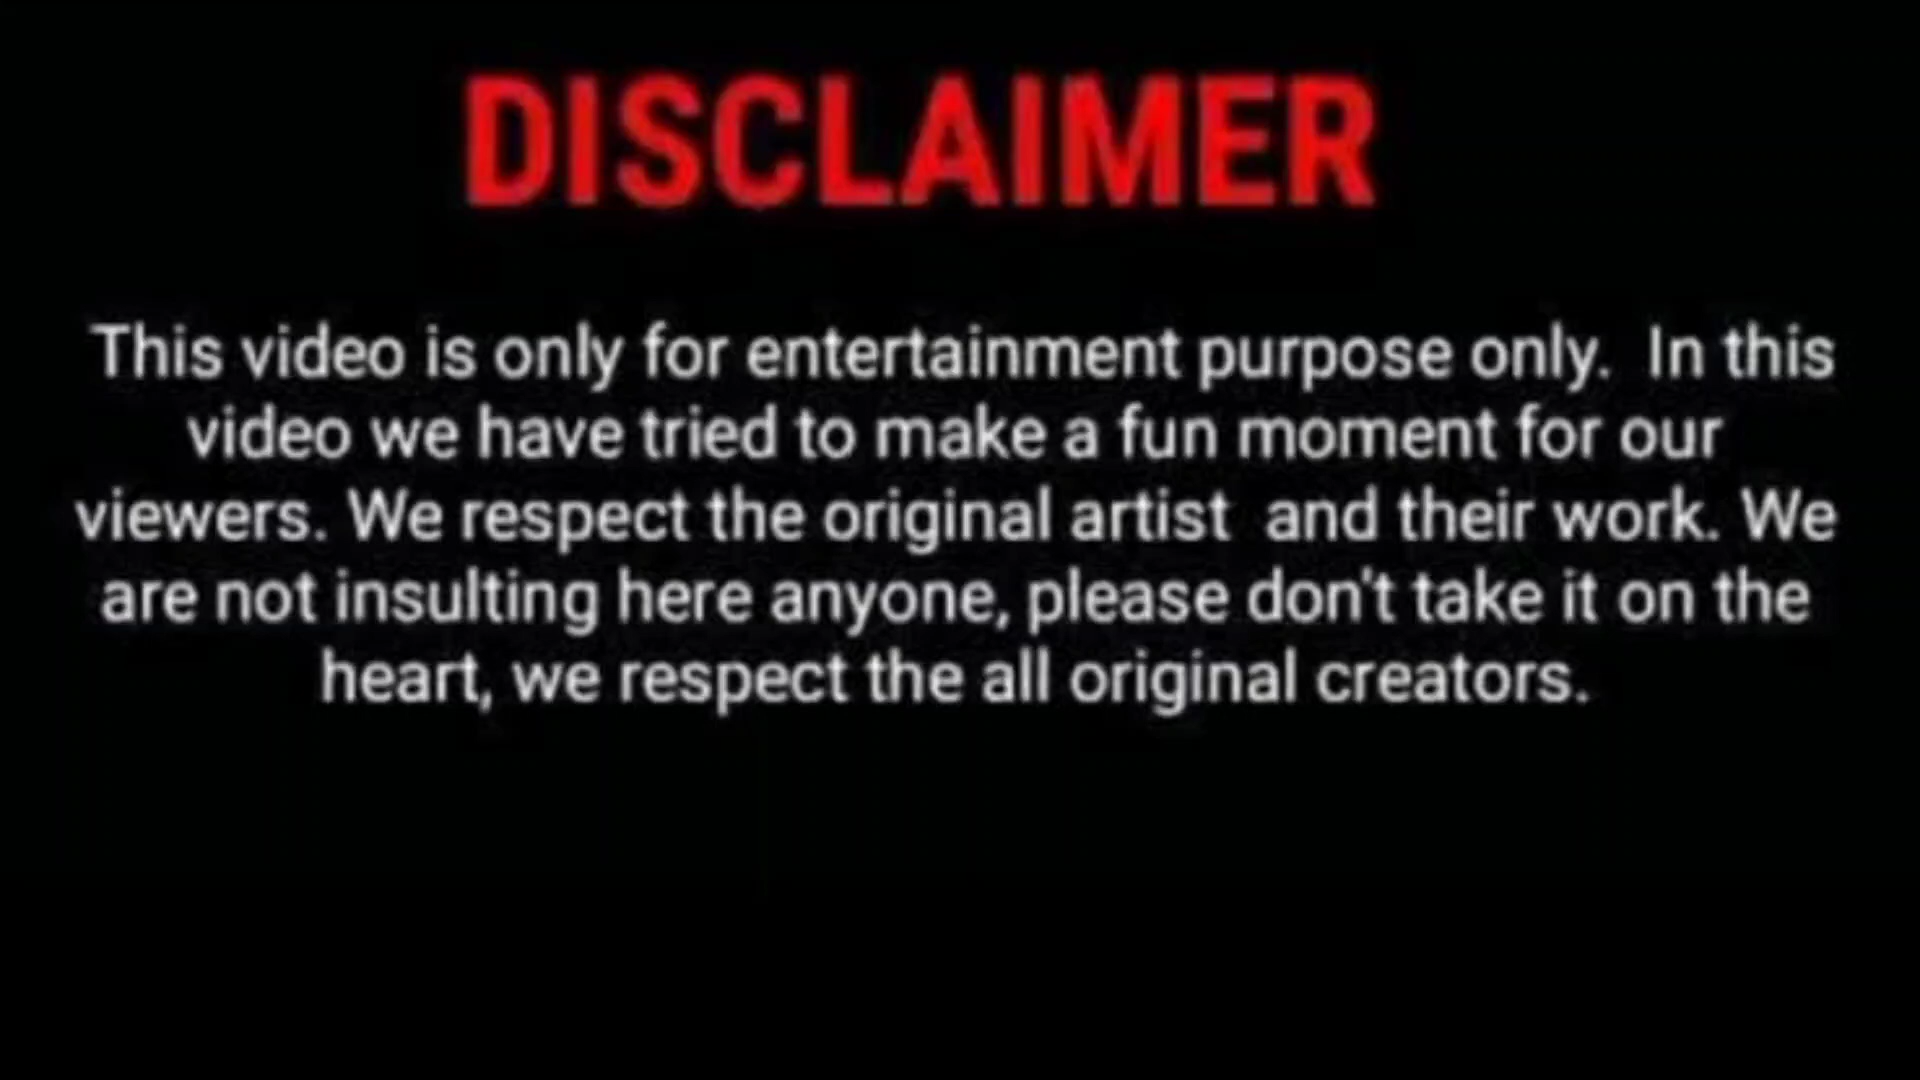 DISCLAIMER
This video is only for entertainment purpose only.  In this
video we have tried to make a fun moment for our
viewers. We respect the original artist  and their work. We
are not insulting here anyone, please don't take it on the
heart, we respect the all original creators.